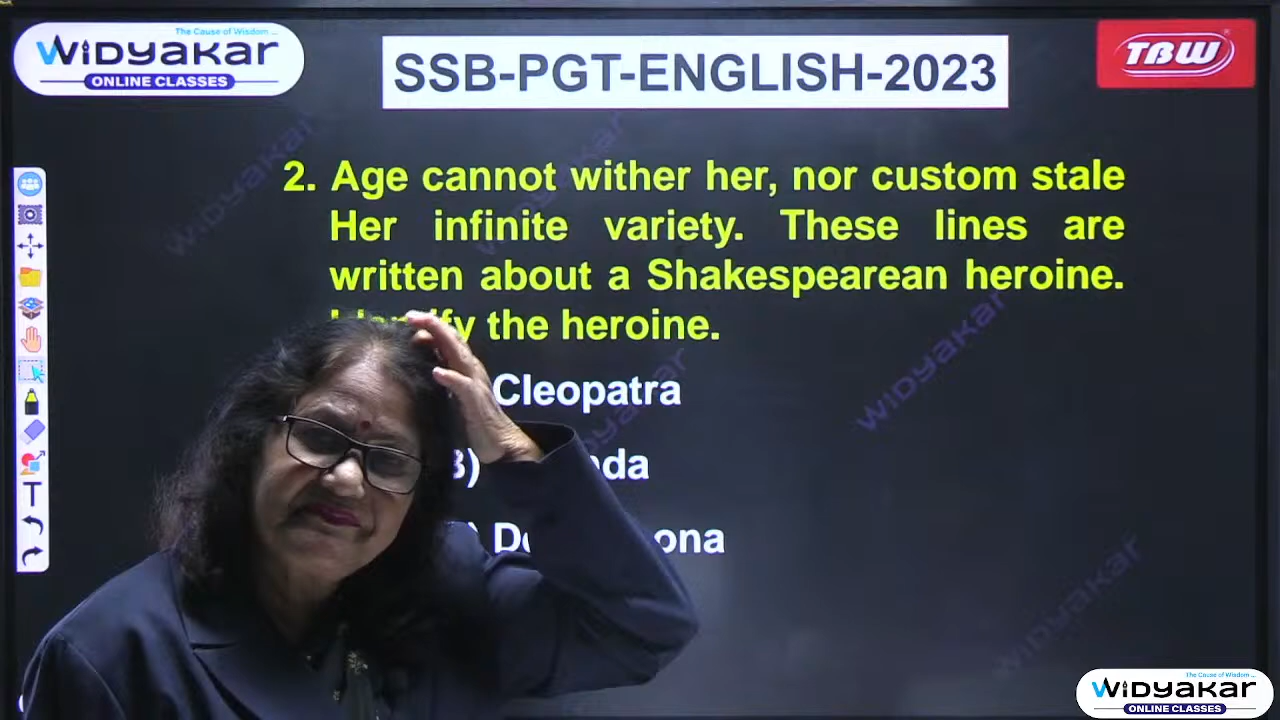 The Cause of Wisdom ...
WiDyakar
ONLINE CLASSES
SSB-PGT-ENGLISH-2023
TBW
2. Age cannot wither her, nor custom stale
Her infinite variety. These lines are
written about a Shakespearean heroine.
the heroine.
Cleopatra
T
The Cause of Wisdom ...
WiDyakar
ONLINE CLASSES